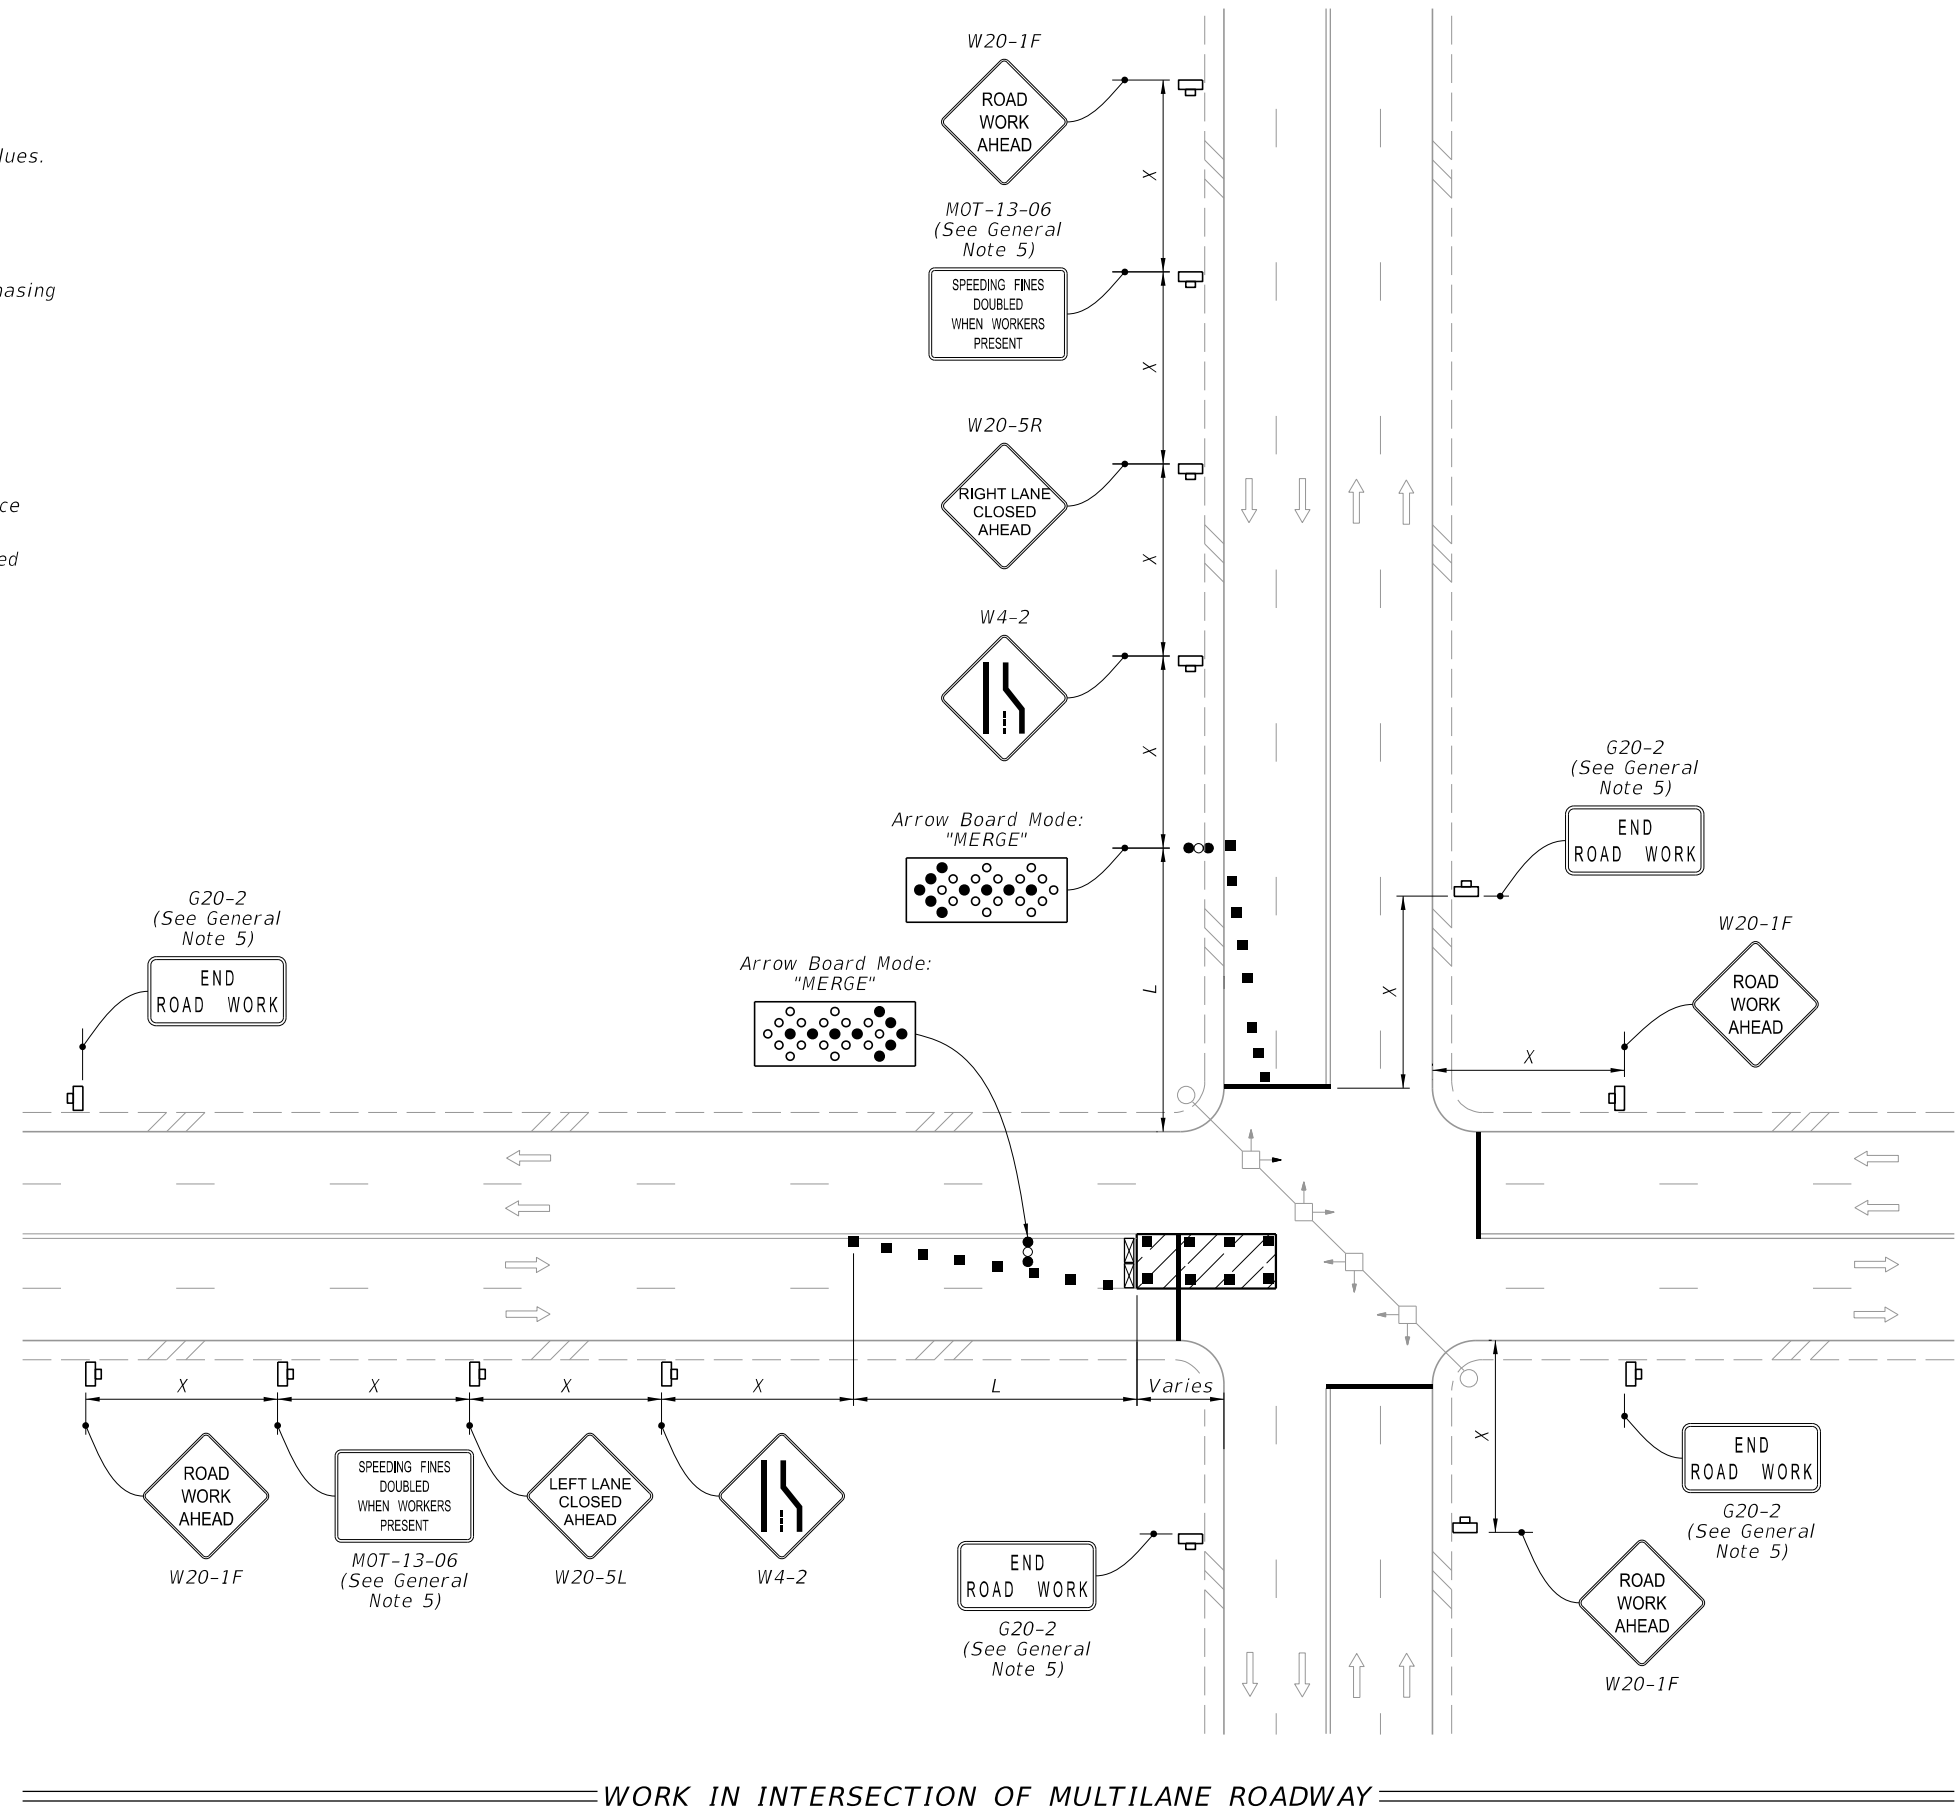 W20-1F
ROAD
WORK
AHEAD
X
lues.
MOT-13-06
(See General
Note 5)
SPEEDING FINES
DOUBLED
WHEN WORKERS
PRESENT
X
hasing
W20-5R
RIGHT LANE
CLOSED
AHEAD
X
ce
ed
W4-2
X
G20-2
(See General
Note 5)
END
ROAD WORK
Arrow Board Mode:
"MERGE"
L
X
W20-1F
ROAD
WORK
AHEAD
X
G20-2
(See General
Note 5)
END
ROAD WORK
Arrow Board Mode:
"MERGE"
X
X
X
X
L
Varies
X
ROAD
WORK
AHEAD
W20-1F
SPEEDING FINES
DOUBLED
WHEN WORKERS
PRESENT
MOT-13-06
(See General
Note 5)
LEFT LANE
CLOSED
AHEAD
W20-5L
W4-2
END
ROAD WORK
G20-2
(See General
Note 5)
END
ROAD WORK
G20-2
(See General
Note 5)
ROAD
WORK
AHEAD
W20-1F
WORK IN INTERSECTION OF MULTILANE ROADWAY